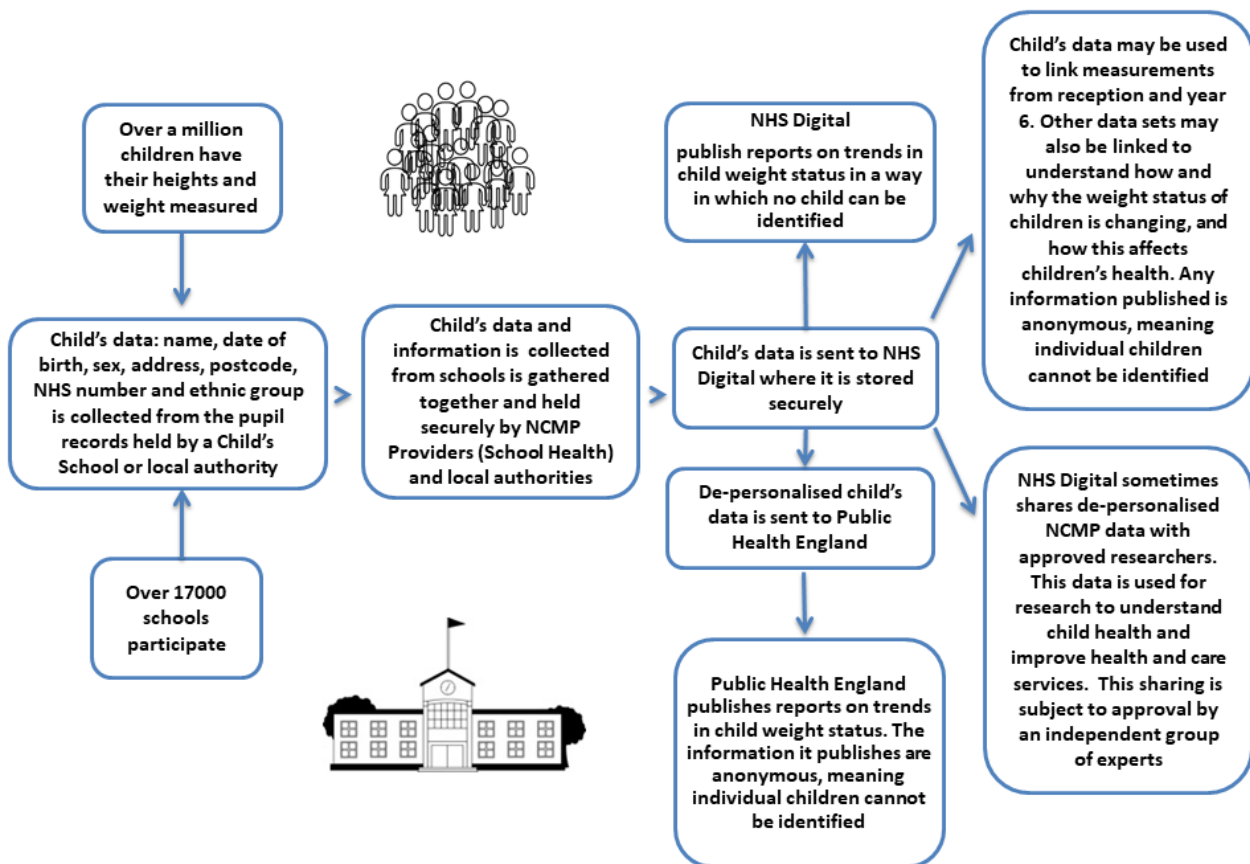 Over a million
children have
their heights and
weight measured
Child’s data: name, date of
birth, sex, address, postcode,
NHS number and ethnic group
is collected from the pupil
records held by a Child’s
School or local authority
Over 17000
schools
participate
Child’s data and
information is collected
from schools is gathered
together and held
securely by NCMP
Providers (School Health)
and local authorities
NHS Digital
publish reports on trends in
child weight status in a way
in which no child can be
identified
Child’s data is sent to NHS
Digital where it is stored
securely
De-personalised child’s
data is sent to Public
Health England
Public Health England
publishes reports on trends
in child weight status. The
information it publishes are
anonymous, meaning
individual children cannot
be identified
Child’s data may be used
to link measurements
from reception and year
6. Other data sets may
also be linked to
understand how and
why the weight status of
children is changing, and
how this affects
children’s health. Any
information published is
anonymous, meaning
individual children
cannot be identified
NHS Digital sometimes
shares de-personalised
NCMP data with
approved researchers.
This data is used for
research to understand
child health and
improve health and care
services. This sharing is
subject to approval by
an independent group
of experts